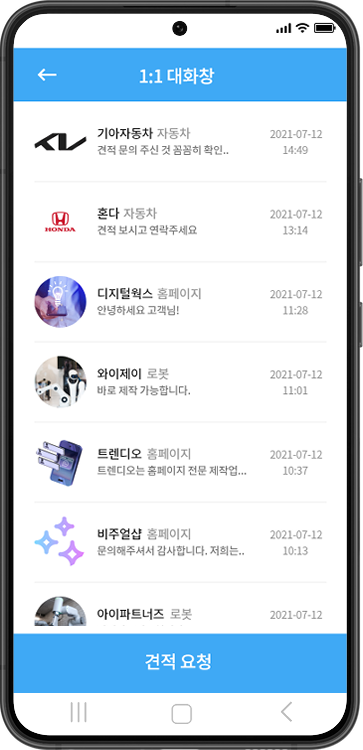 1:1 대화창
기아자동차 자동차
2021-07-12
견적 문의 주신 것 꼼꼼히 확인..
14:49
혼다 자동차
2021-07-12
HONDA
견적 보시고 연락주세요
13:14
디지털웍스 홈페이지
2021-07-12
안녕하세요 고객님!
11:28
와이제이 로봇
2021-07-12
바로 제작 가능합니다.
11:01
트렌디오 홈페이지
2021-07-12
트렌디오는 홈페이지 전문 제작업...
10:37
비주얼샵 홈페이지
2021-07-12
문의해주셔서 감사합니다. 저희는..
10:13
아이파트너즈 로봇
2021-07-12
견적 요청